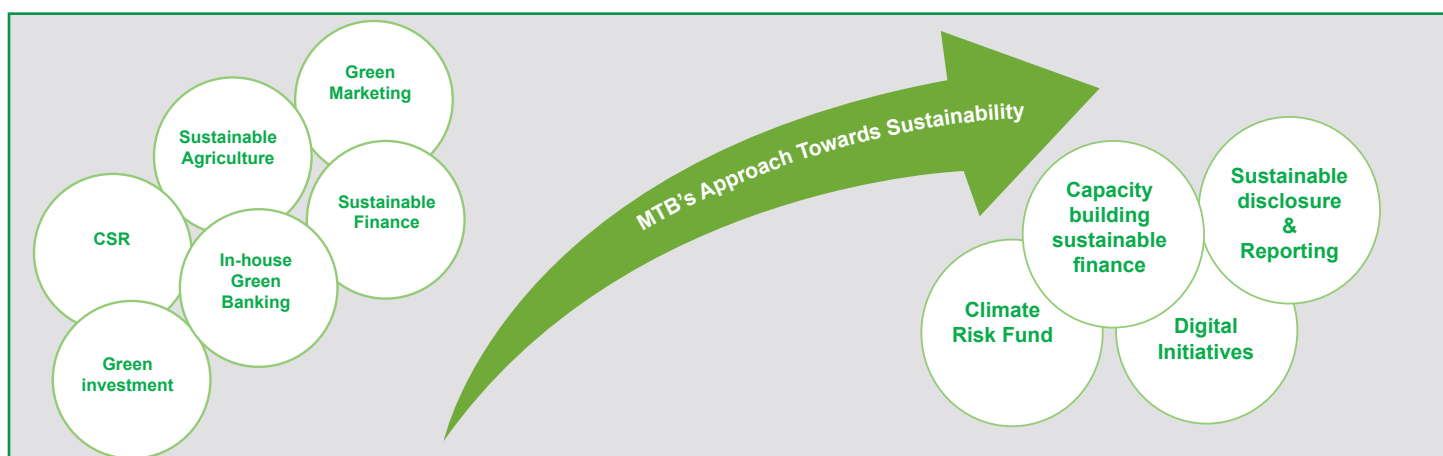 Green
Marketing
Sustainable
Agriculture
Sustainable
Finance
CSR
In-house
Green
Banking
Green
investment
MTB’s Approach Towards Sustainability
Capacity
building
sustainable
finance
Sustainable
disclosure
&
Reporting
Climate
Risk Fund
Digital
Initiatives